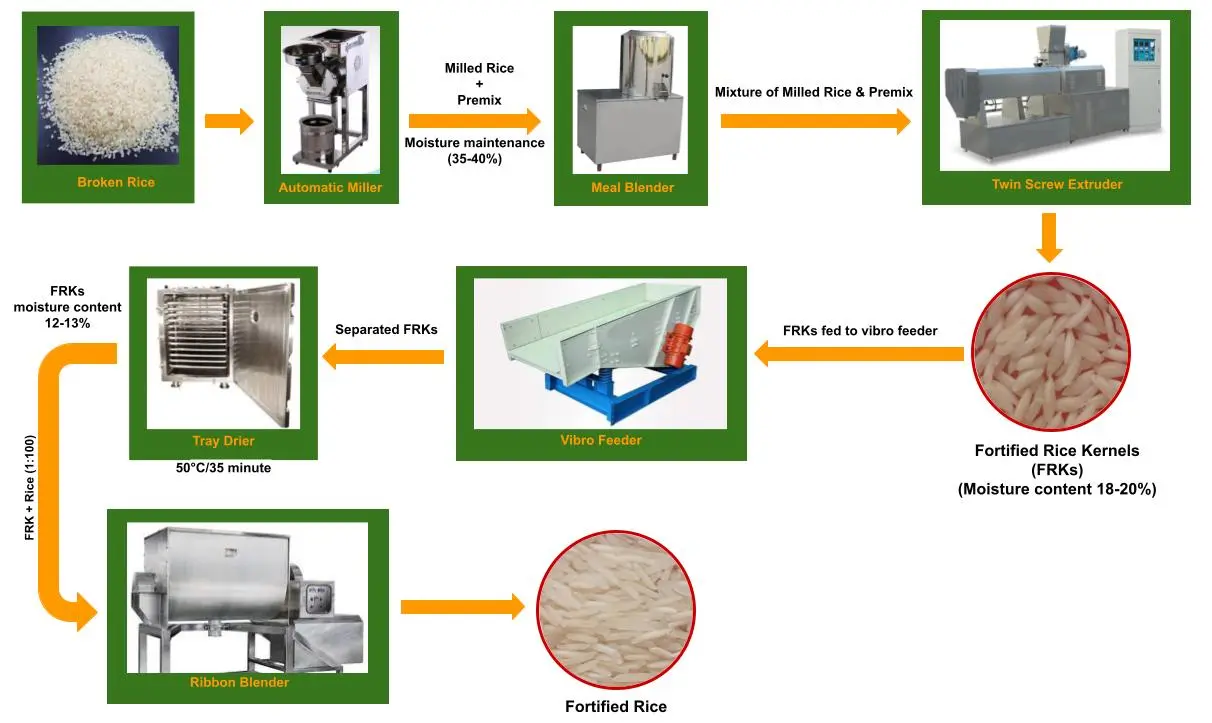 Broken Rice
Automatic Miller
Milled Rice
+
Premix
Moisture maintenance
(35-40%)
Meal Blender
Mixture of Milled Rice & Premix
Twin Screw Extruder
Fortified Rice Kernels
(FRKs)
(Moisture content 18-20%)
FRKs fed to vibro feeder
Vibro Feeder
Separated FRKs
Tray Drier
50°C/35 minute
FRKs
moisture content
12-13%
FRK + Rice (1:100)
Ribbon Blender
Fortified Rice